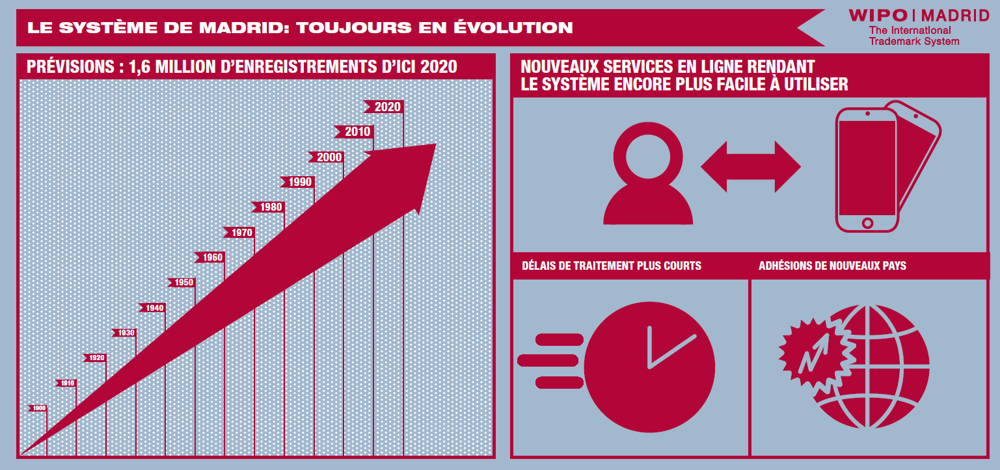 LE SYSTÈME DE MADRID: TOUJOURS EN ÉVOLUTION
WIPO | MADRID
The International
Trademark System
PRÉVISIONS : 1,6 MILLION D'ENREGISTREMENTS D'ICI 2020
2020
2010
2000
1990
1980
1970
1960
1950
1940
1930
1920
1910
1900
NOUVEAUX SERVICES EN LIGNE RENDANT
LE SYSTÈME ENCORE PLUS FACILE À UTILISER
DÉLAIS DE TRAITEMENT PLUS COURTS
ADHÉSIONS DE NOUVEAUX PAYS